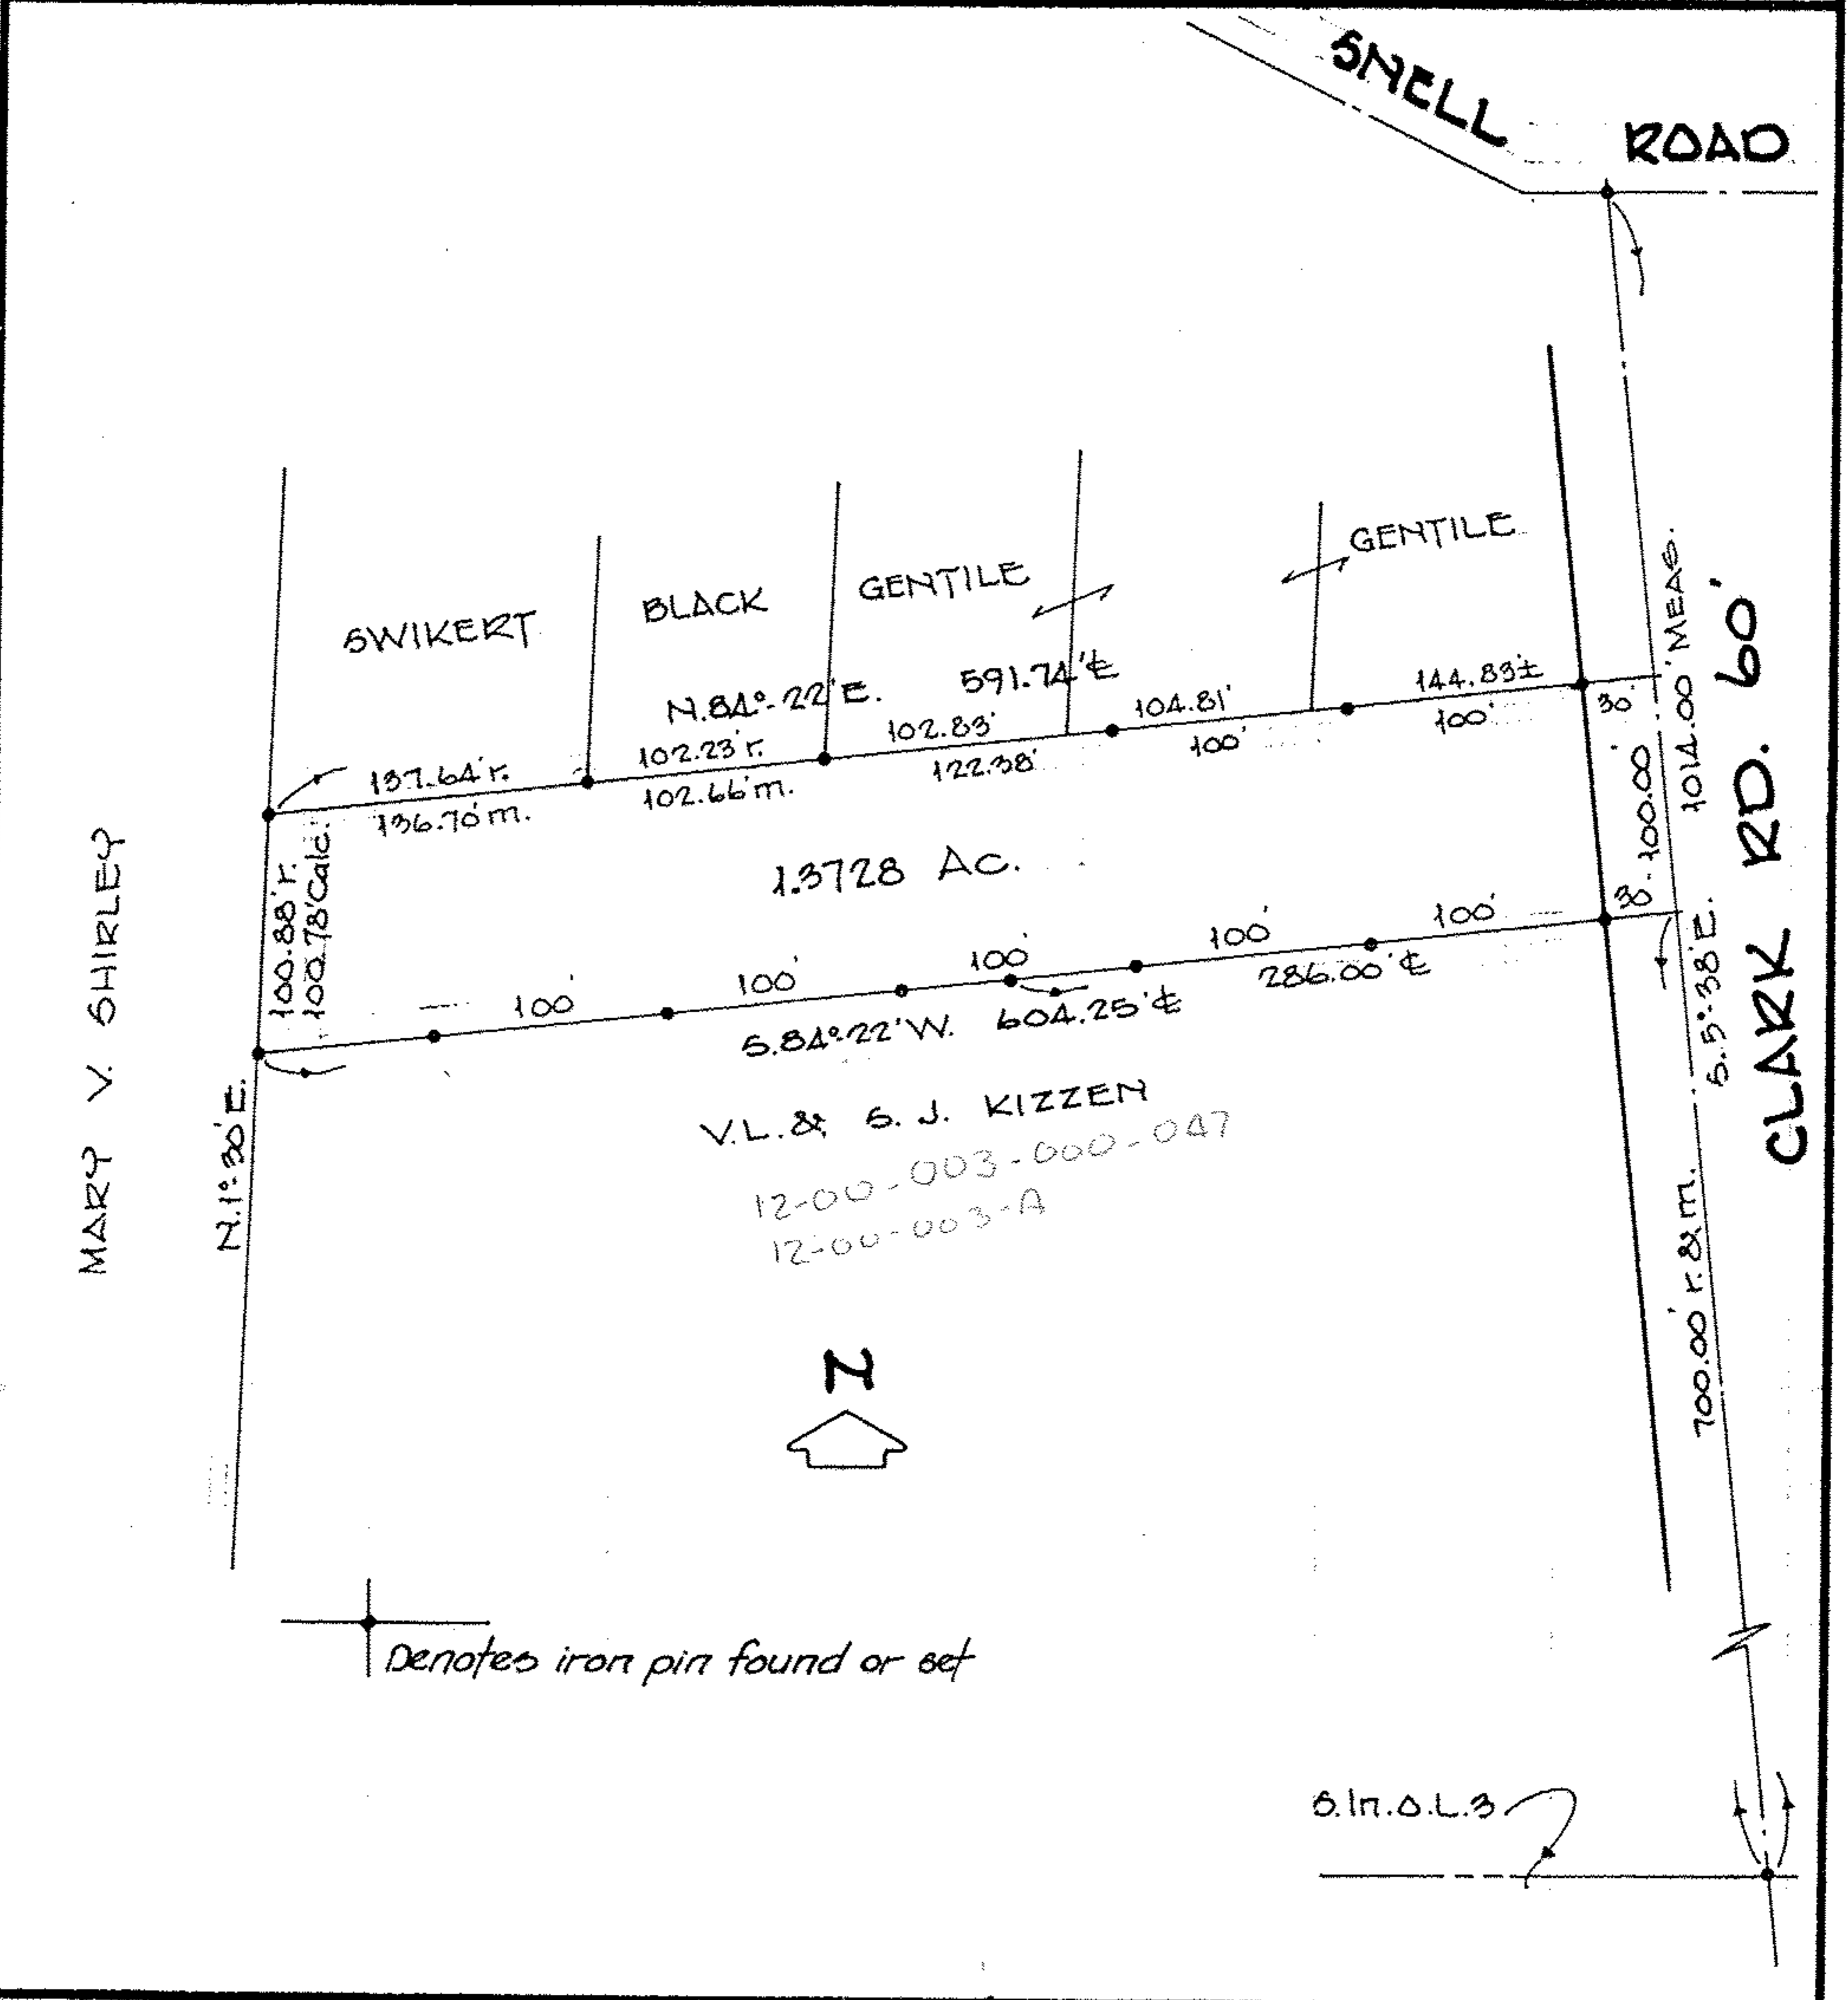 SNELL
ROAD
GENTILE
GENTILE
BLACK
SWIKERT
N.84°-22'E. 591.74'℄
144.83'±
104.81'
102.83'
102.23'r.
137.64'r.
30'
100'
100'
122.38'
102.66'm.
136.70'm.
100.88'r.
100.78'Calc.
1.3728 AC.
30'
100.00'
1014.00' MEAS.
CLARK RD. 60'
MARY V. SHIRLEY
100'
100'
100'
100'
100'
286.00'℄
S.84°-22'W. 604.25'℄
S.5°-38'E.
N.1°-30'E.
V.L. & S. J. KIZZEN
12-00-003-000-047
12-00-003-A
700.00' r. & m.
N
Denotes iron pin found or set
S.ln.O.L.3